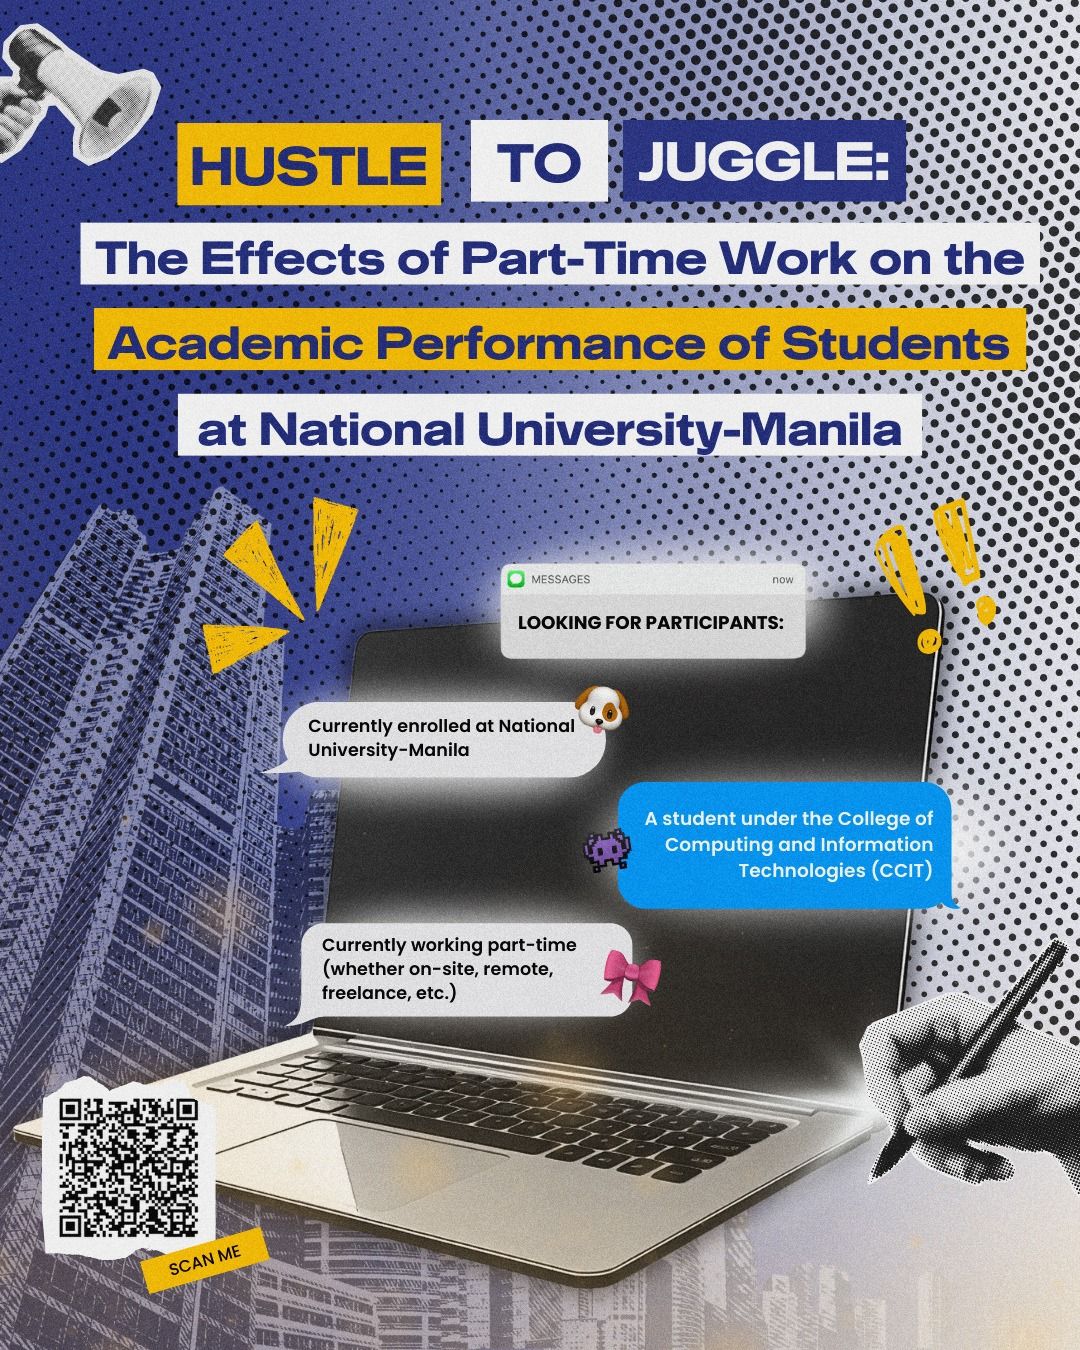 HUSTLE TO JUGGLE:
The Effects of Part-Time Work on the
Academic Performance of Students
at National University-Manila
MESSAGES now
LOOKING FOR PARTICIPANTS:
Currently enrolled at National
University-Manila
A student under the College of
Computing and Information
Technologies (CCIT)
Currently working part-time
(whether on-site, remote,
freelance, etc.)
SCAN ME